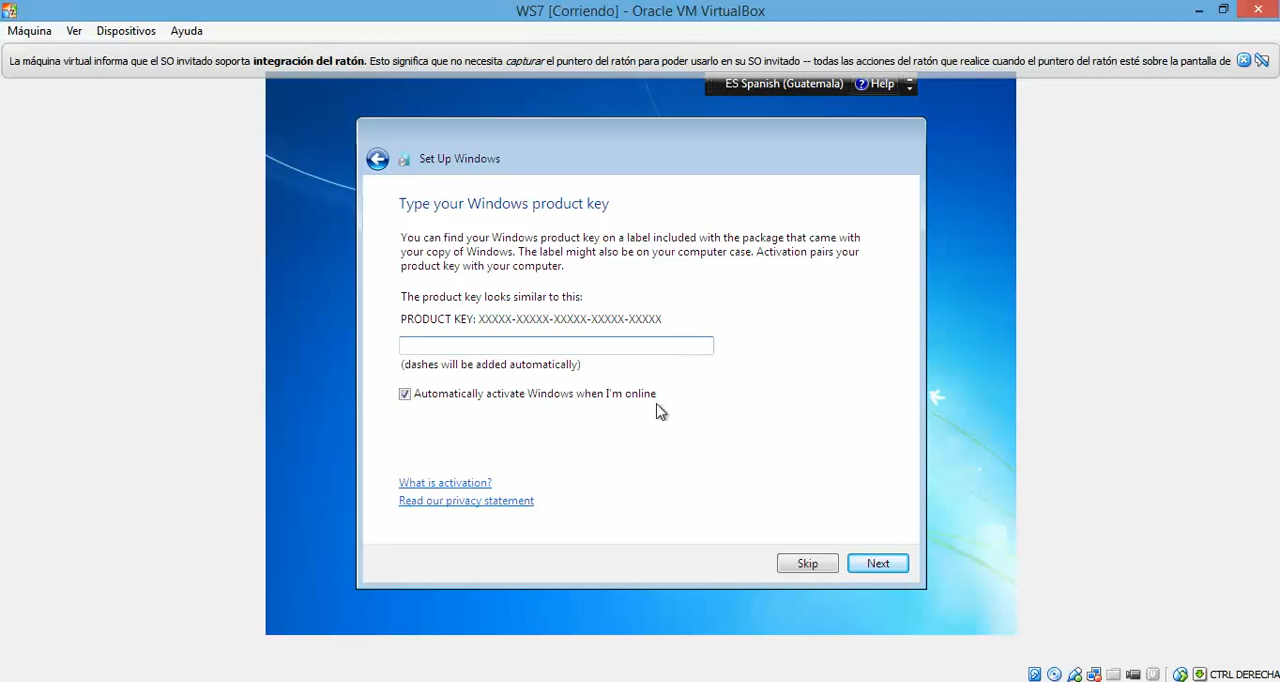 WS7 [Corriendo] - Oracle VM VirtualBox
Máquina Ver Dispositivos Ayuda
La máquina virtual informa que el SO invitado soporta integración del ratón. Esto significa que no necesita capturar el puntero del ratón para poder usarlo en su SO invitado -- todas las acciones del ratón que realice cuando el puntero del ratón esté sobre la pantalla de
ES Spanish (Guatemala) Help
Set Up Windows
Type your Windows product key
You can find your Windows product key on a label included with the package that came with
your copy of Windows. The label might also be on your computer case. Activation pairs your
product key with your computer.
The product key looks similar to this:
PRODUCT KEY: XXXXX-XXXXX-XXXXX-XXXXX-XXXXX
(dashes will be added automatically)
Automatically activate Windows when I'm online
What is activation?
Read our privacy statement
Skip Next
CTRL DERECHA